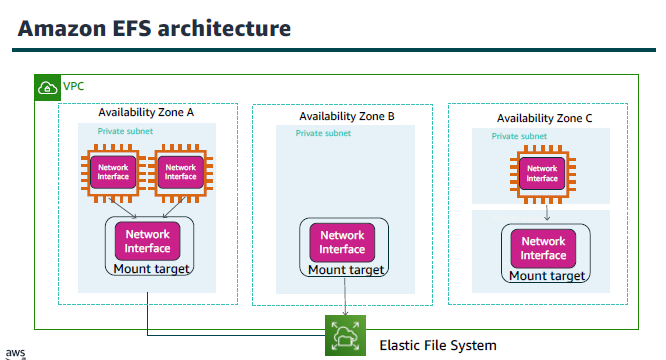 Amazon EFS architecture
VPC
Availability Zone A
Private subnet
Network
Interface
Network
Interface
Network
Interface
Mount target
Availability Zone B
Private subnet
Network
Interface
Mount target
Availability Zone C
Private subnet
Network
Interface
Network
Interface
Mount target
Elastic File System
aws